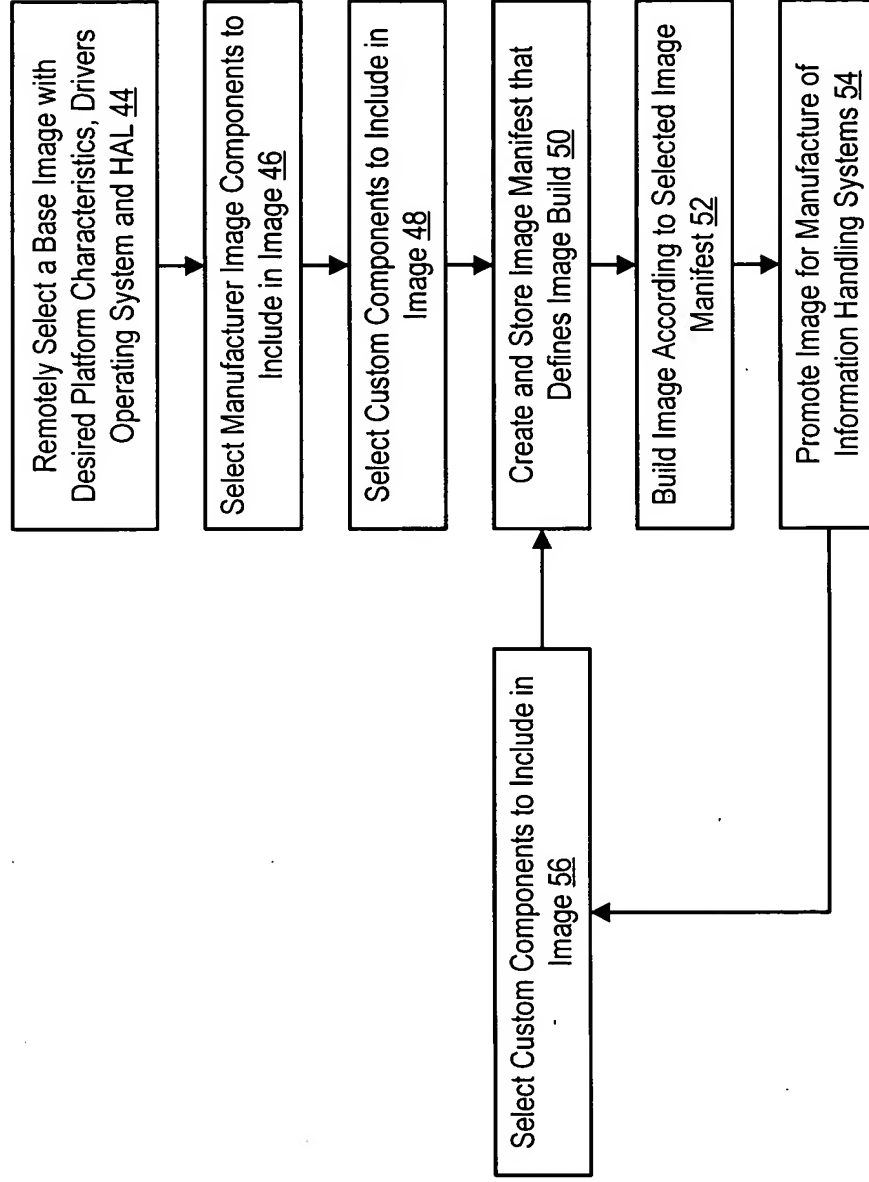 Remotely Select a Base Image with
Desired Platform Characteristics, Drivers
Operating System and HAL 44
Select Manufacturer Image Components to
Include in Image 46
Select Custom Components to Include in
Image 48
Create and Store Image Manifest that
Defines Image Build 50
Build Image According to Selected Image
Manifest 52
Promote Image for Manufacture of
Information Handling Systems 54
Select Custom Components to Include in
Image 56